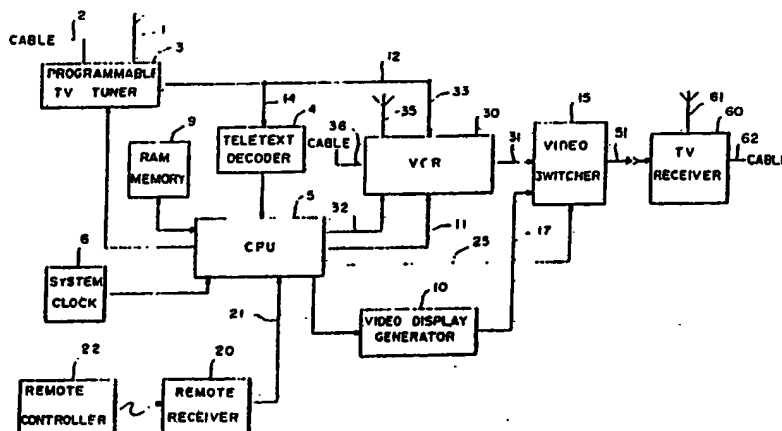 2
1
CABLE
3
PROGRAMMABLE
TV TUNER
12
14
4
33
35
30
15
61
60
9
TELETEXT
DECODER
36
CABLE
VCR
31
VIDEO
SWITCHER
51
TV
RECEIVER
62
CABLE
RAM
MEMORY
5
32
11
CPU
25
17
6
SYSTEM
CLOCK
10
21
VIDEO DISPLAY
GENERATOR
22
20
REMOTE
CONTROLLER
REMOTE
RECEIVER